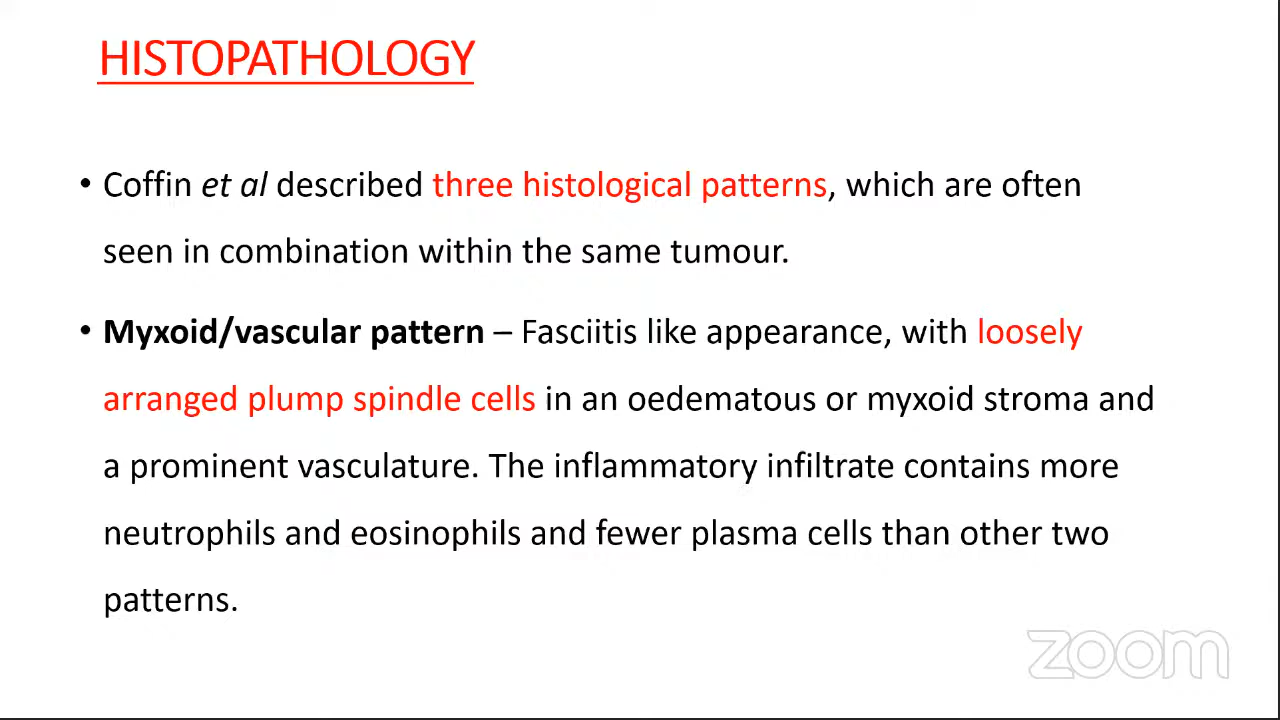 HISTOPATHOLOGY
• Coffin et al described three histological patterns, which are often
seen in combination within the same tumour.
• Myxoid/vascular pattern – Fasciitis like appearance, with loosely
arranged plump spindle cells in an oedematous or myxoid stroma and
a prominent vasculature. The inflammatory infiltrate contains more
neutrophils and eosinophils and fewer plasma cells than other two
patterns.
zoom